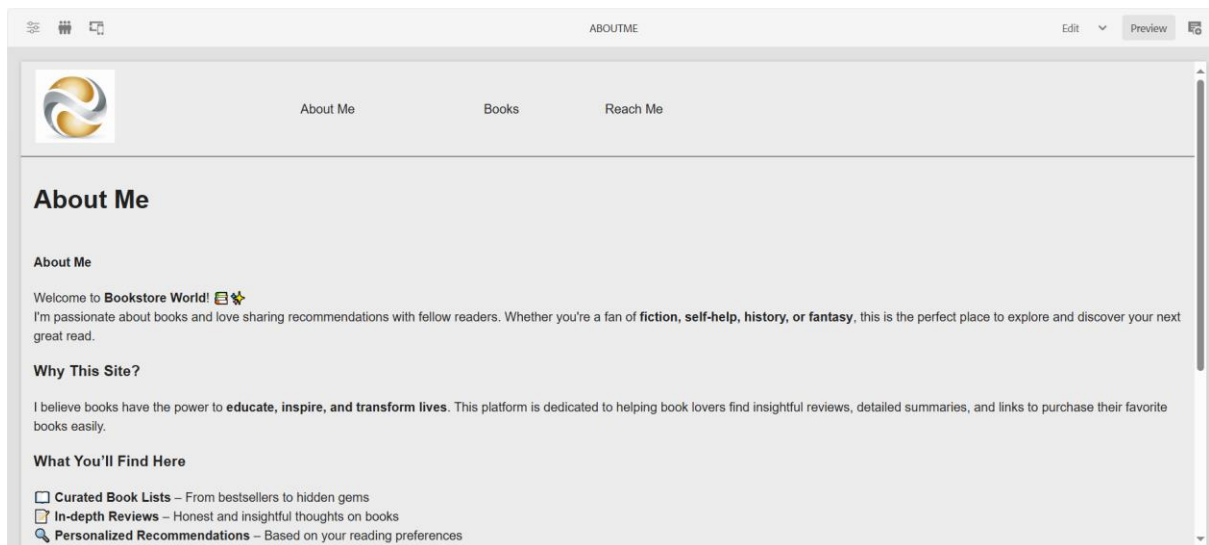 ABOUTME
Edit
Preview
About Me
Books
Reach Me
About Me
About Me
Welcome to Bookstore World!
I'm passionate about books and love sharing recommendations with fellow readers. Whether you're a fan of fiction, self-help, history, or fantasy, this is the perfect place to explore and discover your next
great read.
Why This Site?
I believe books have the power to educate, inspire, and transform lives. This platform is dedicated to helping book lovers find insightful reviews, detailed summaries, and links to purchase their favorite
books easily.
What You’ll Find Here
Curated Book Lists – From bestsellers to hidden gems
In-depth Reviews – Honest and insightful thoughts on books
Personalized Recommendations – Based on your reading preferences